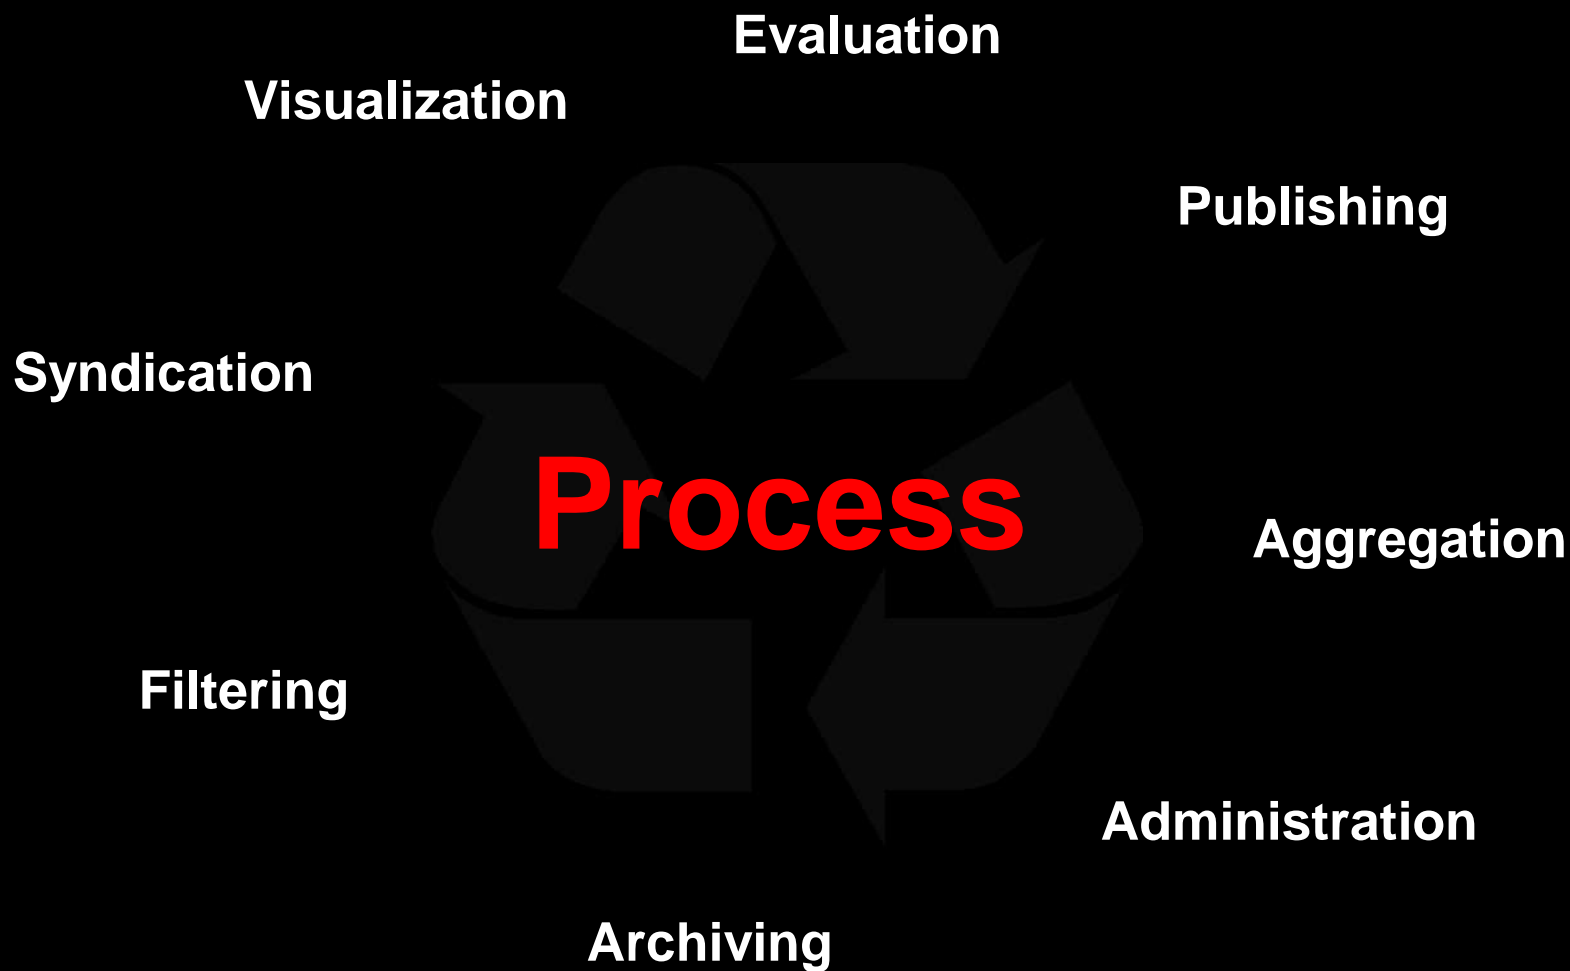 Evaluation
Visualization
Publishing
Syndication
Process
Aggregation
Filtering
Administration
Archiving